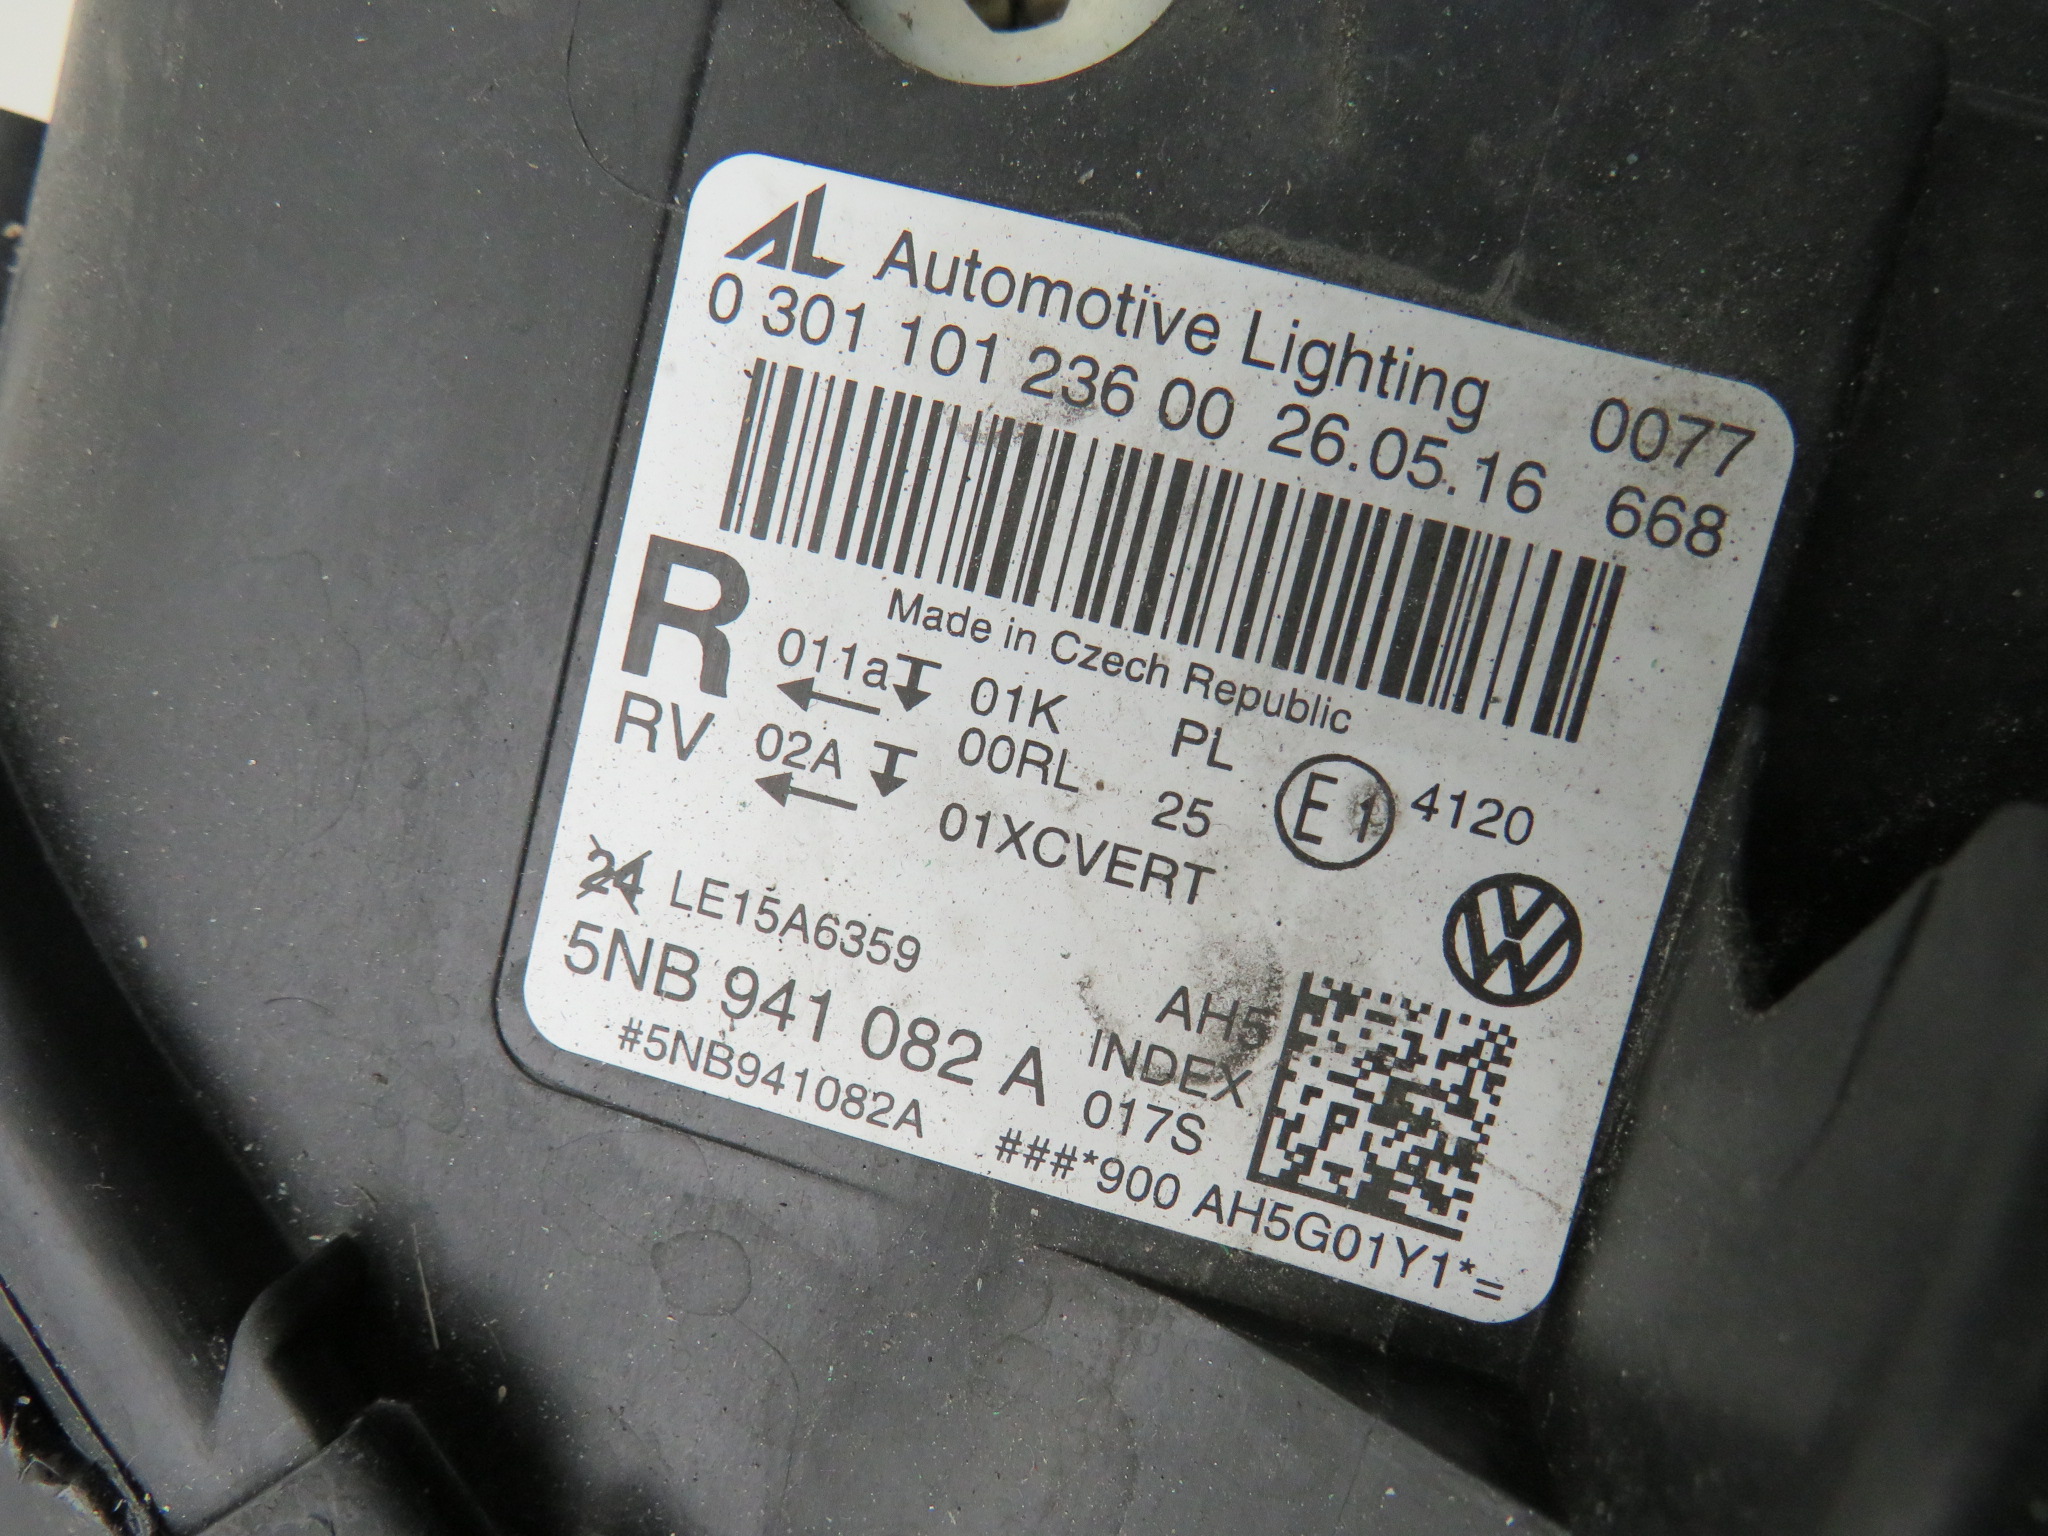 AL Automotive Lighting 0077
0 301 101 236 00 26.05.16 668
Made in Czech Republic
R 011a 01K PL
RV 02A 00RL 25 E1 4120
01XCVERT
24 LE15A6359
5NB 941 082 A
#5NB941082A
AH5
INDEX
017S
###*900 AH5G01Y1*=